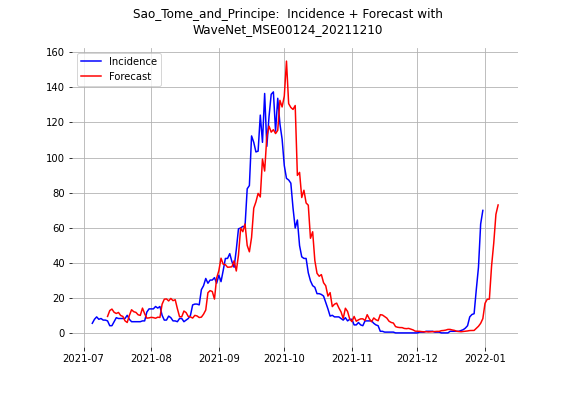 Sao_Tome_and_Principe:  Incidence + Forecast with
WaveNet_MSE00124_20211210
Incidence
Forecast
160
140
120
100
80
60
40
20
0
2021-07 2021-08 2021-09 2021-10 2021-11 2021-12 2022-01